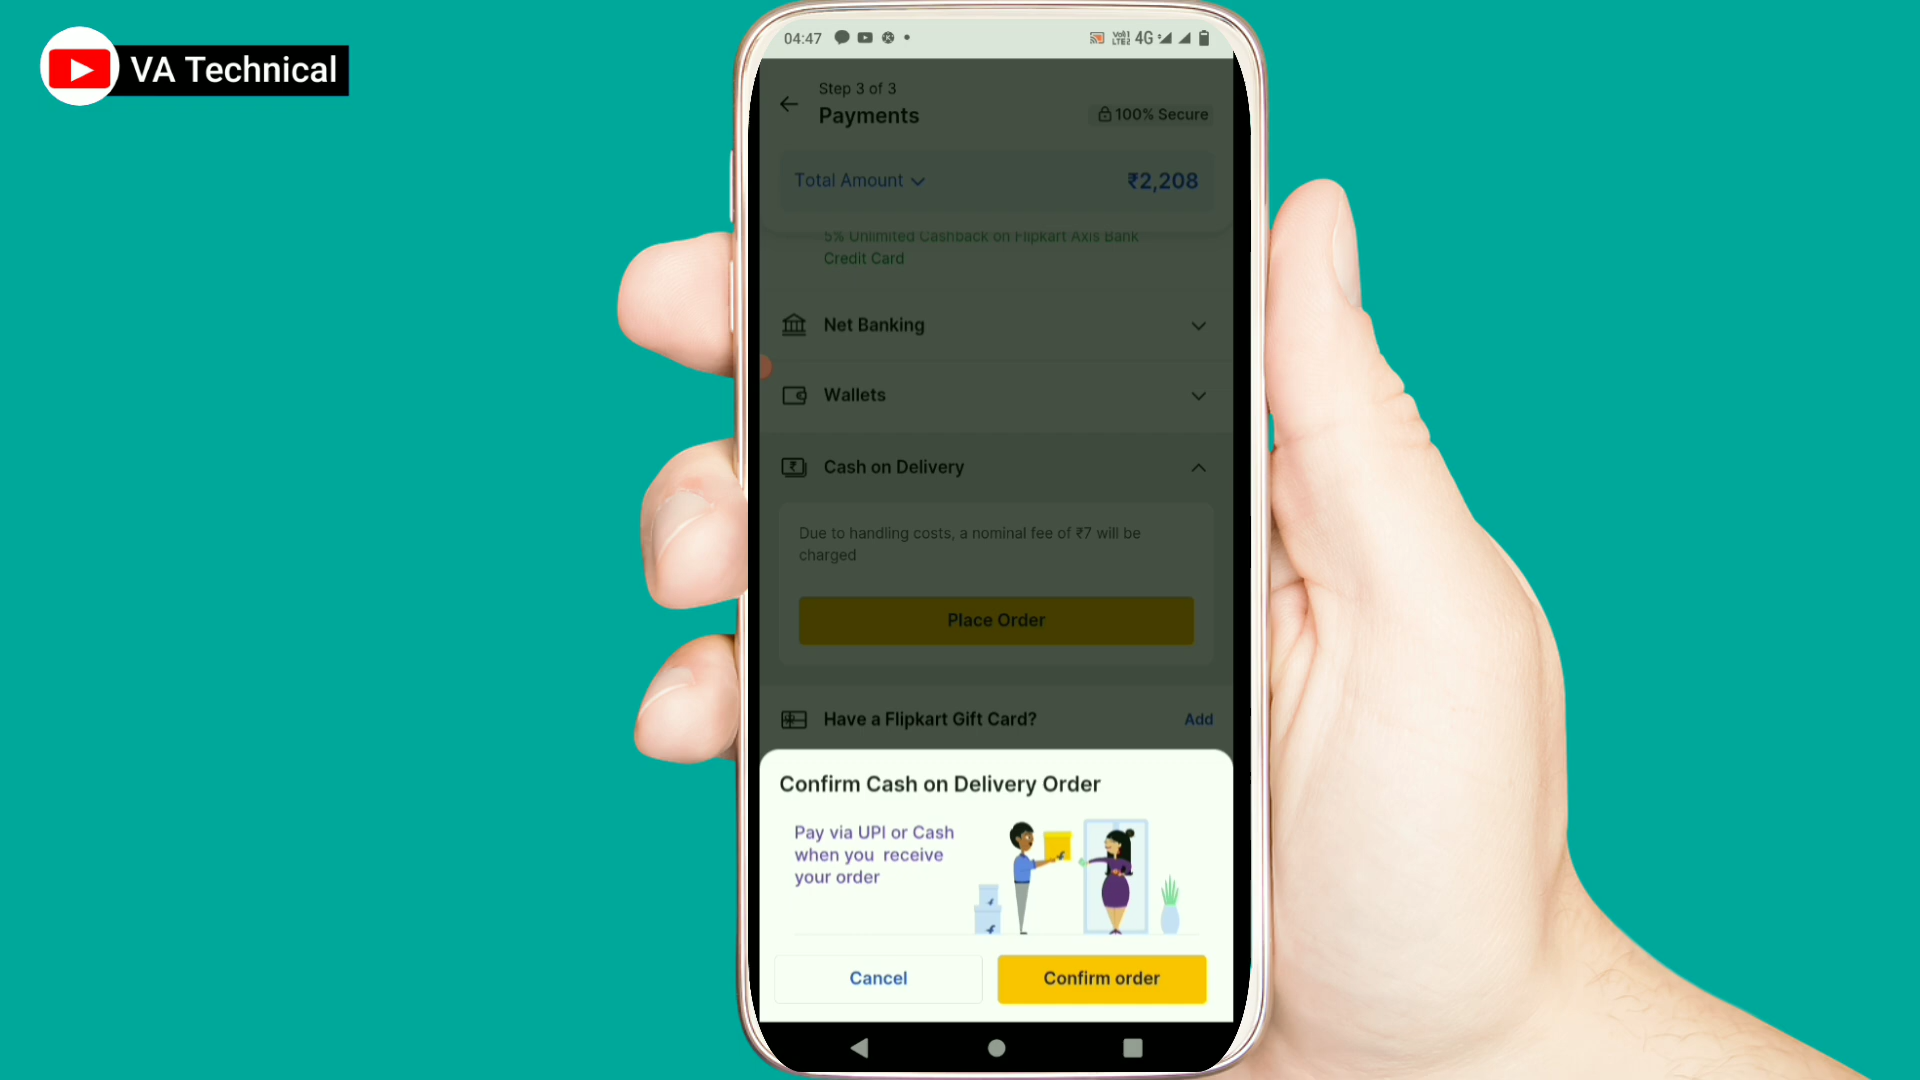 VA Technical
04:47
4G
Step 3 of 3
Payments
100% Secure
Total Amount
₹2,208
5% Unlimited Cashback on Flipkart Axis Bank
Credit Card
Net Banking
Wallets
Cash on Delivery
Due to handling costs, a nominal fee of ₹7 will be
charged
Place Order
Have a Flipkart Gift Card?
Add
Confirm Cash on Delivery Order
Pay via UPI or Cash
when you receive
your order
Cancel
Confirm order